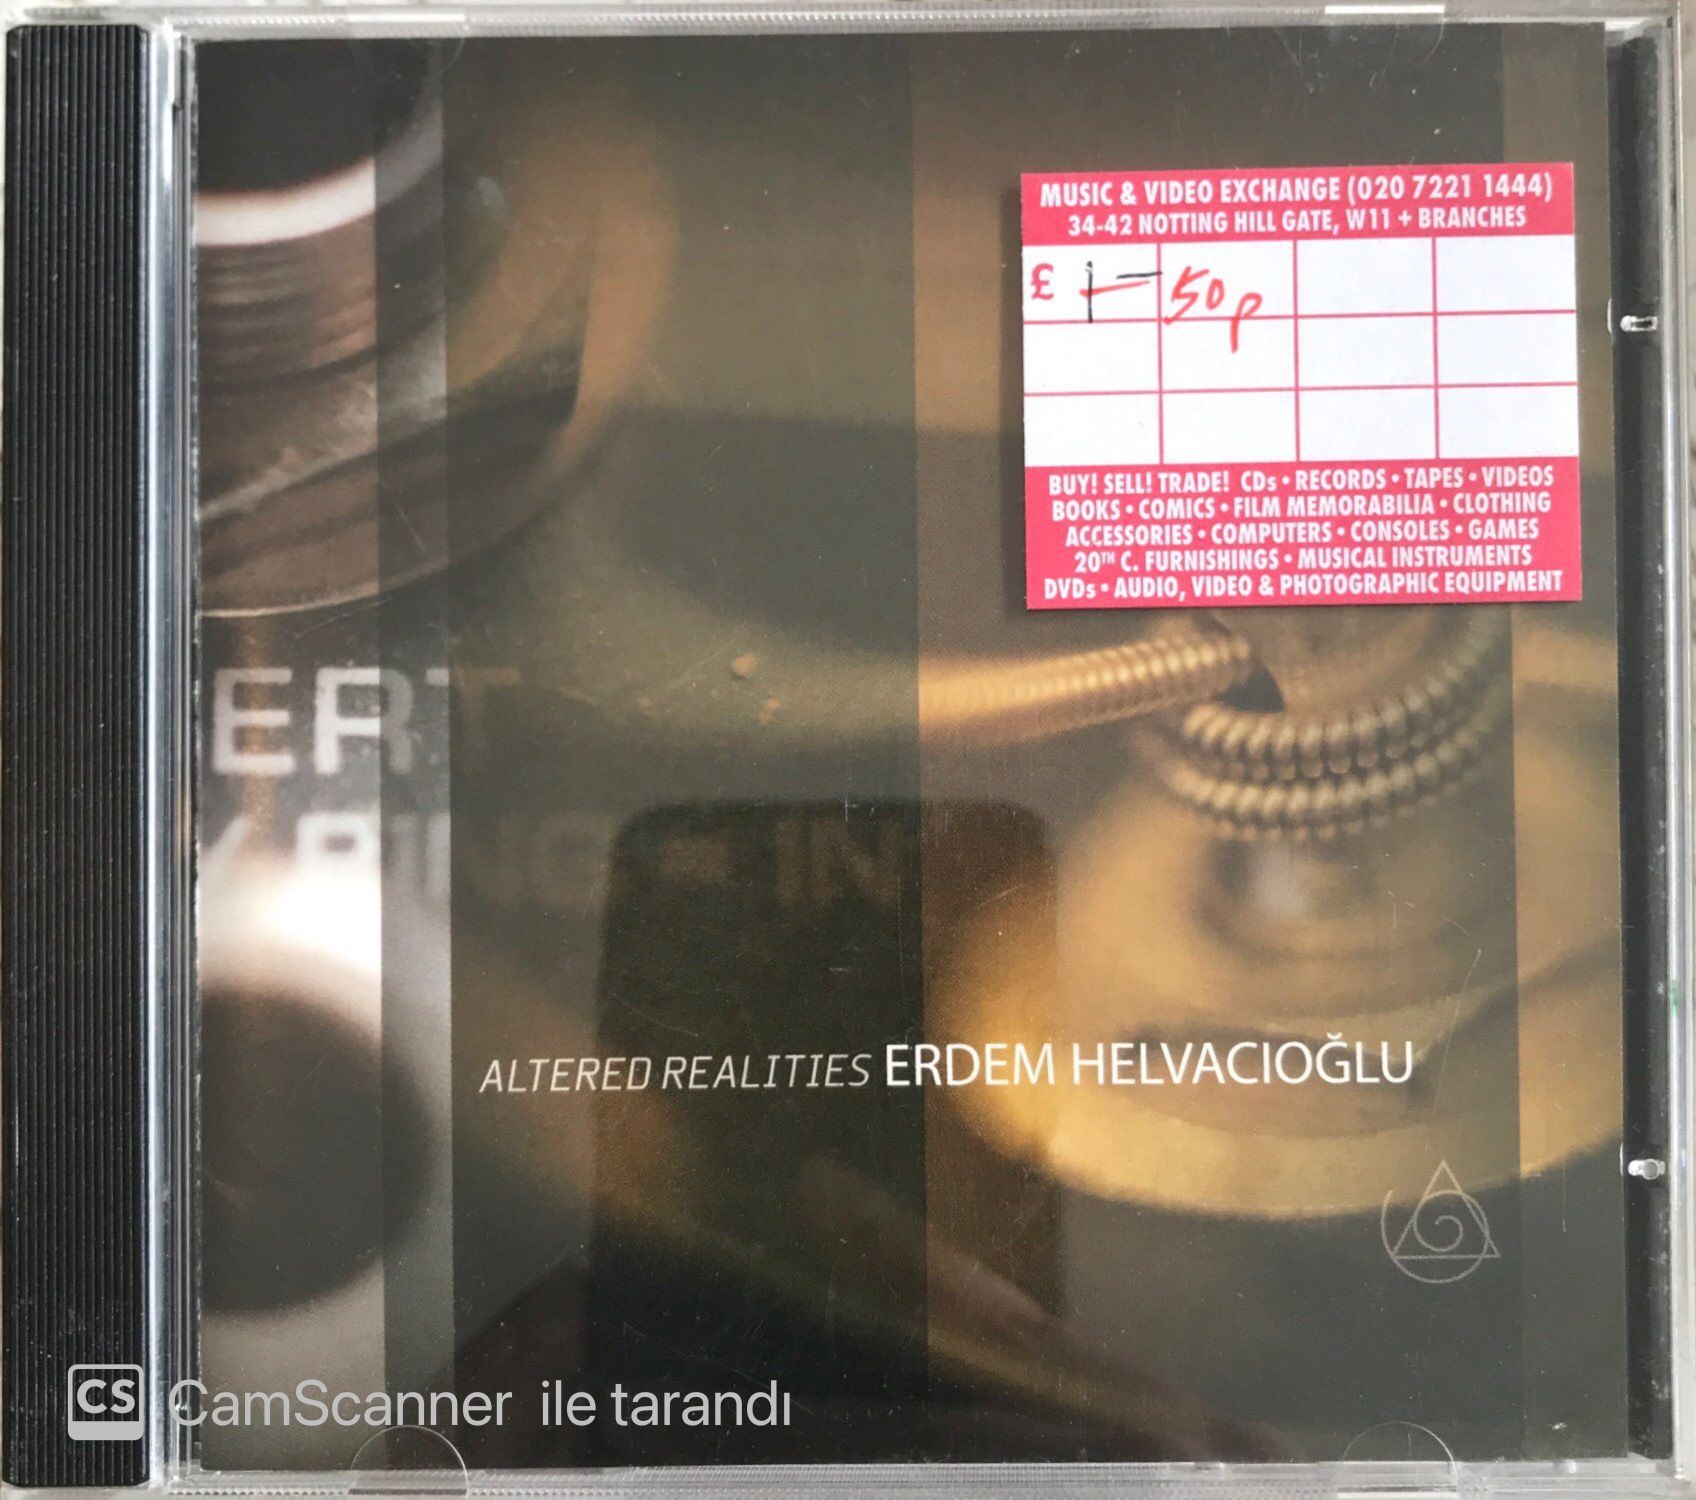 MUSIC & VIDEO EXCHANGE (020 7221 1444)
34-42 NOTTING HILL GATE, W11 + BRANCHES
£ 1- 50p
BUY! SELL! TRADE! CDs • RECORDS • TAPES • VIDEOS
BOOKS • COMICS • FILM MEMORABILIA • CLOTHING
ACCESSORIES • COMPUTERS • CONSOLES • GAMES
20TH C. FURNISHINGS • MUSICAL INSTRUMENTS
DVDs • AUDIO, VIDEO & PHOTOGRAPHIC EQUIPMENT
ERT
ALTERED REALITIES ERDEM HELVACIOĞLU
CS CamScanner ile tarandı